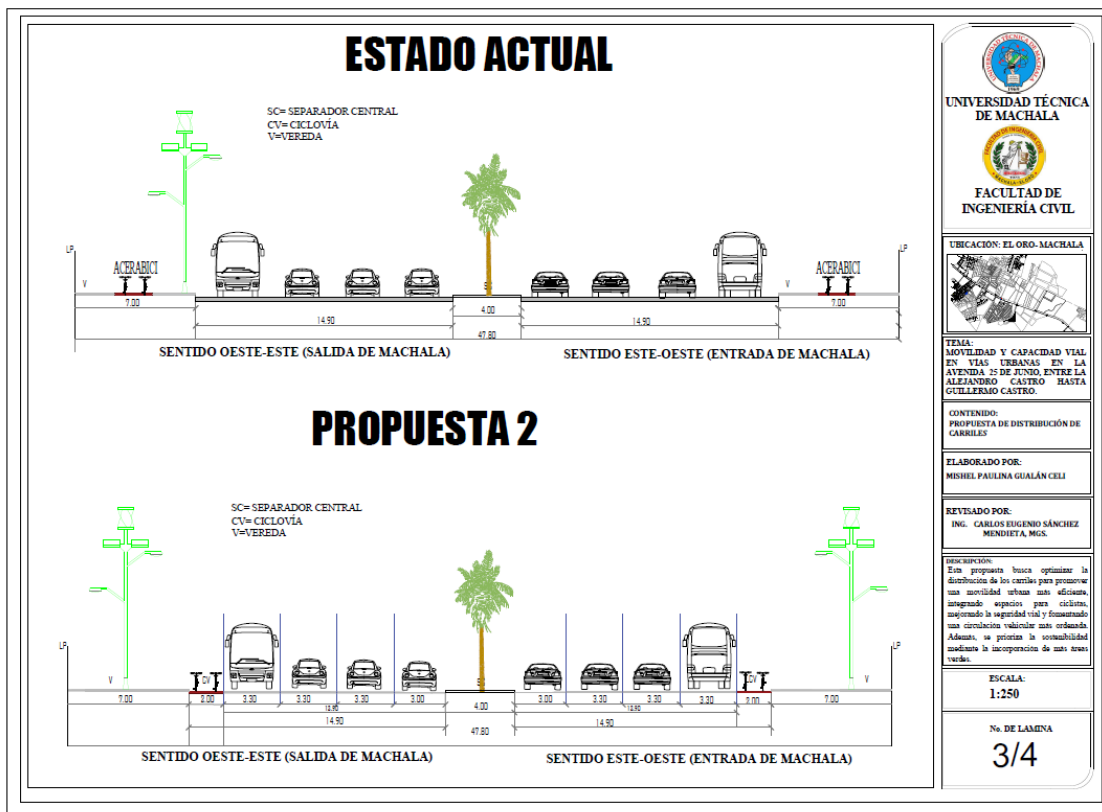 ESTADO ACTUAL
SC= SEPARADOR CENTRAL
CV= CICLOVÍA
V=VEREDA
LP
LP
V
ACERABICI
S
ACERABICI
V
7.00
4.00
7.00
14.90
14.90
47.80
SENTIDO OESTE-ESTE (SALIDA DE MACHALA)
SENTIDO ESTE-OESTE (ENTRADA DE MACHALA)
PROPUESTA 2
SC= SEPARADOR CENTRAL
CV= CICLOVÍA
V=VEREDA
LP
LP
V
CV
S
CV
V
7.00
2.00
3.30
3.30
3.30
3.00
4.00
3.00
3.30
3.30
3.30
2.00
7.00
12.90
12.90
14.90
14.90
47.80
SENTIDO OESTE-ESTE (SALIDA DE MACHALA)
SENTIDO ESTE-OESTE (ENTRADA DE MACHALA)
UNIVERSIDAD TÉCNICA
DE MACHALA
FACULTAD DE
INGENIERÍA CIVIL
UBICACIÓN: EL ORO- MACHALA
TEMA:
MOVILIDAD Y CAPACIDAD VIAL
EN VÍAS URBANAS EN LA
AVENIDA 25 DE JUNIO, ENTRE LA
ALEJANDRO CASTRO HASTA
GUILLERMO CASTRO.
CONTENIDO:
PROPUESTA DE DISTRIBUCIÓN DE
CARRILES
ELABORADO POR:
MISHEL PAULINA GUALÁN CELI
REVISADO POR:
ING. CARLOS EUGENIO SÁNCHEZ
MENDIETA, MGS.
DESCRIPCIÓN:
Esta propuesta busca optimizar la
distribución de los carriles para promover
una movilidad urbana más eficiente,
integrando espacios para ciclistas,
mejorando la seguridad vial y fomentando
una circulación vehicular más ordenada.
Además, se prioriza la sostenibilidad
mediante la incorporación de más áreas
verdes.
ESCALA:
1:250
No. DE LAMINA
3/4